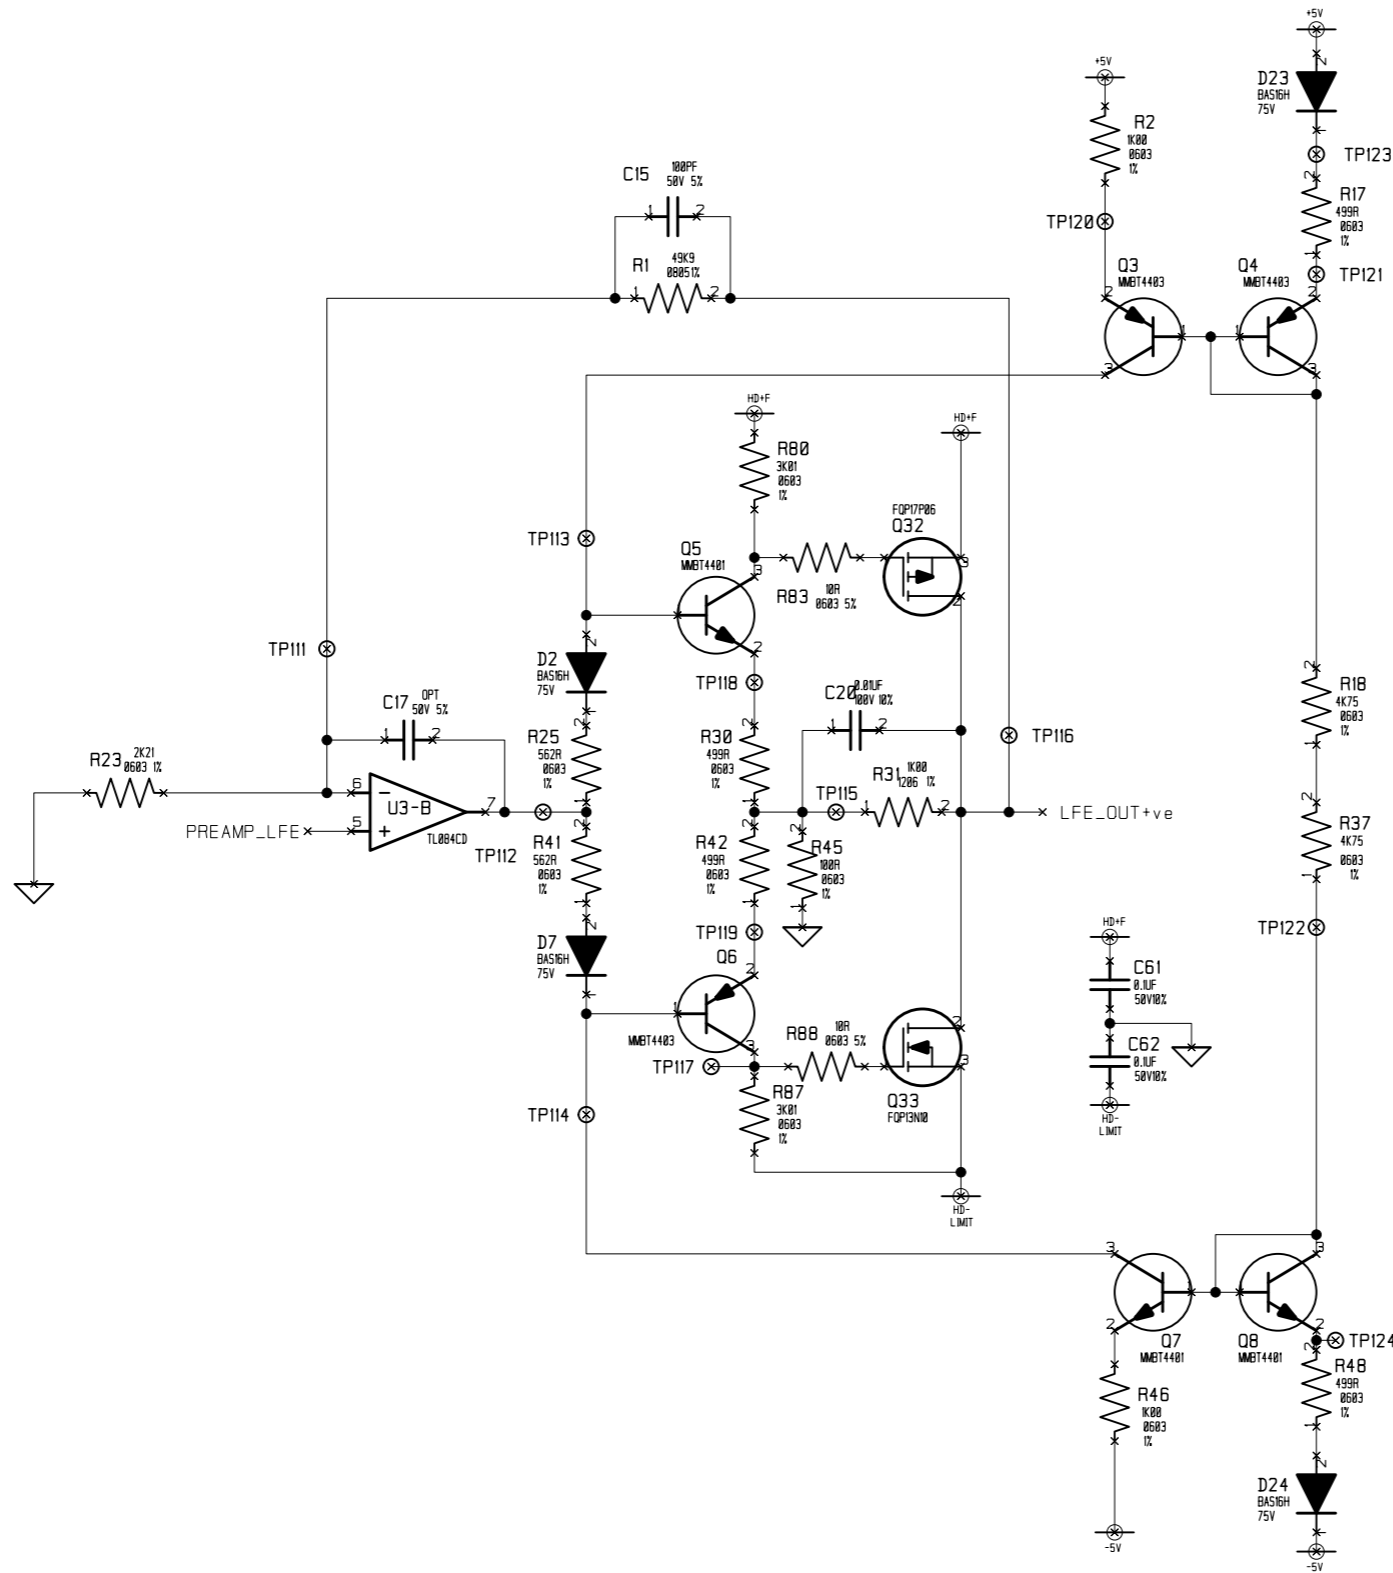 +5V
D23
BAS16H
75V
+5V
R2
1K00
0603
1%
TP123
R17
499R
0603
1%
TP120
TP121
C15
100PF
50V 5%
R1
49K9
0805 1%
Q3
MMBT4403
Q4
MMBT4403
HD+F
R80
3K01
0603
1%
HD+F
FQP17P06
Q32
TP113
Q5
MMBT4401
R83
10R
0603 5%
TP111
D2
BAS16H
75V
TP118
C20
0.01UF
100V 10%
R18
4K75
0603
1%
C17
OPT
50V 5%
R25
562R
0603
1%
R30
499R
0603
1%
TP116
R23
2K21
0603 1%
R31
1K00
1206 1%
TP115
LFE_OUT+ve
R37
4K75
0603
1%
6
5
7
U3-B
TL084CD
PREAMP_LFE
TP112
R41
562R
0603
1%
R42
499R
0603
1%
R45
100R
0603
1%
D7
BAS16H
75V
TP119
Q6
MMBT4403
HD+F
C61
0.1UF
50V10%
TP122
C62
0.1UF
50V10%
HD-
LIMIT
R88
10R
0603 5%
TP117
R87
3K01
0603
1%
Q33
FQP13N10
TP114
HD-
LIMIT
Q7
MMBT4401
Q8
MMBT4401
TP124
R48
499R
0603
1%
R46
1K00
0603
1%
D24
BAS16H
75V
-5V
-5V